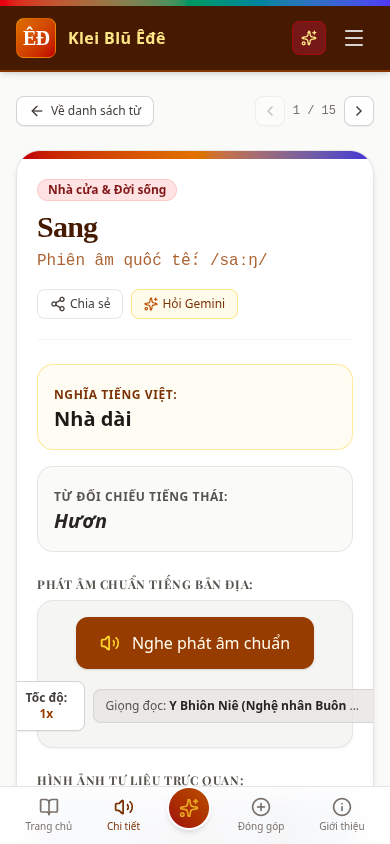 ÊĐ
Klei Blŭ Êđê
Về danh sách từ
1 / 15
Nhà cửa & Đời sống
Sang
Phiên âm quốc tế: /saːŋ/
Chia sẻ
Hỏi Gemini
NGHĨA TIẾNG VIỆT:
Nhà dài
TỪ ĐỐI CHIẾU TIẾNG THÁI:
Hươn
PHÁT ÂM CHUẨN TIẾNG BẢN ĐỊA:
Nghe phát âm chuẩn
Tốc độ:
1x
Giọng đọc: Y Bhiôn Niê (Nghệ nhân Buôn ...
HÌNH ẢNH TƯ LIỆU TRỰC QUAN:
Trang chủ
Chi tiết
Đóng góp
Giới thiệu